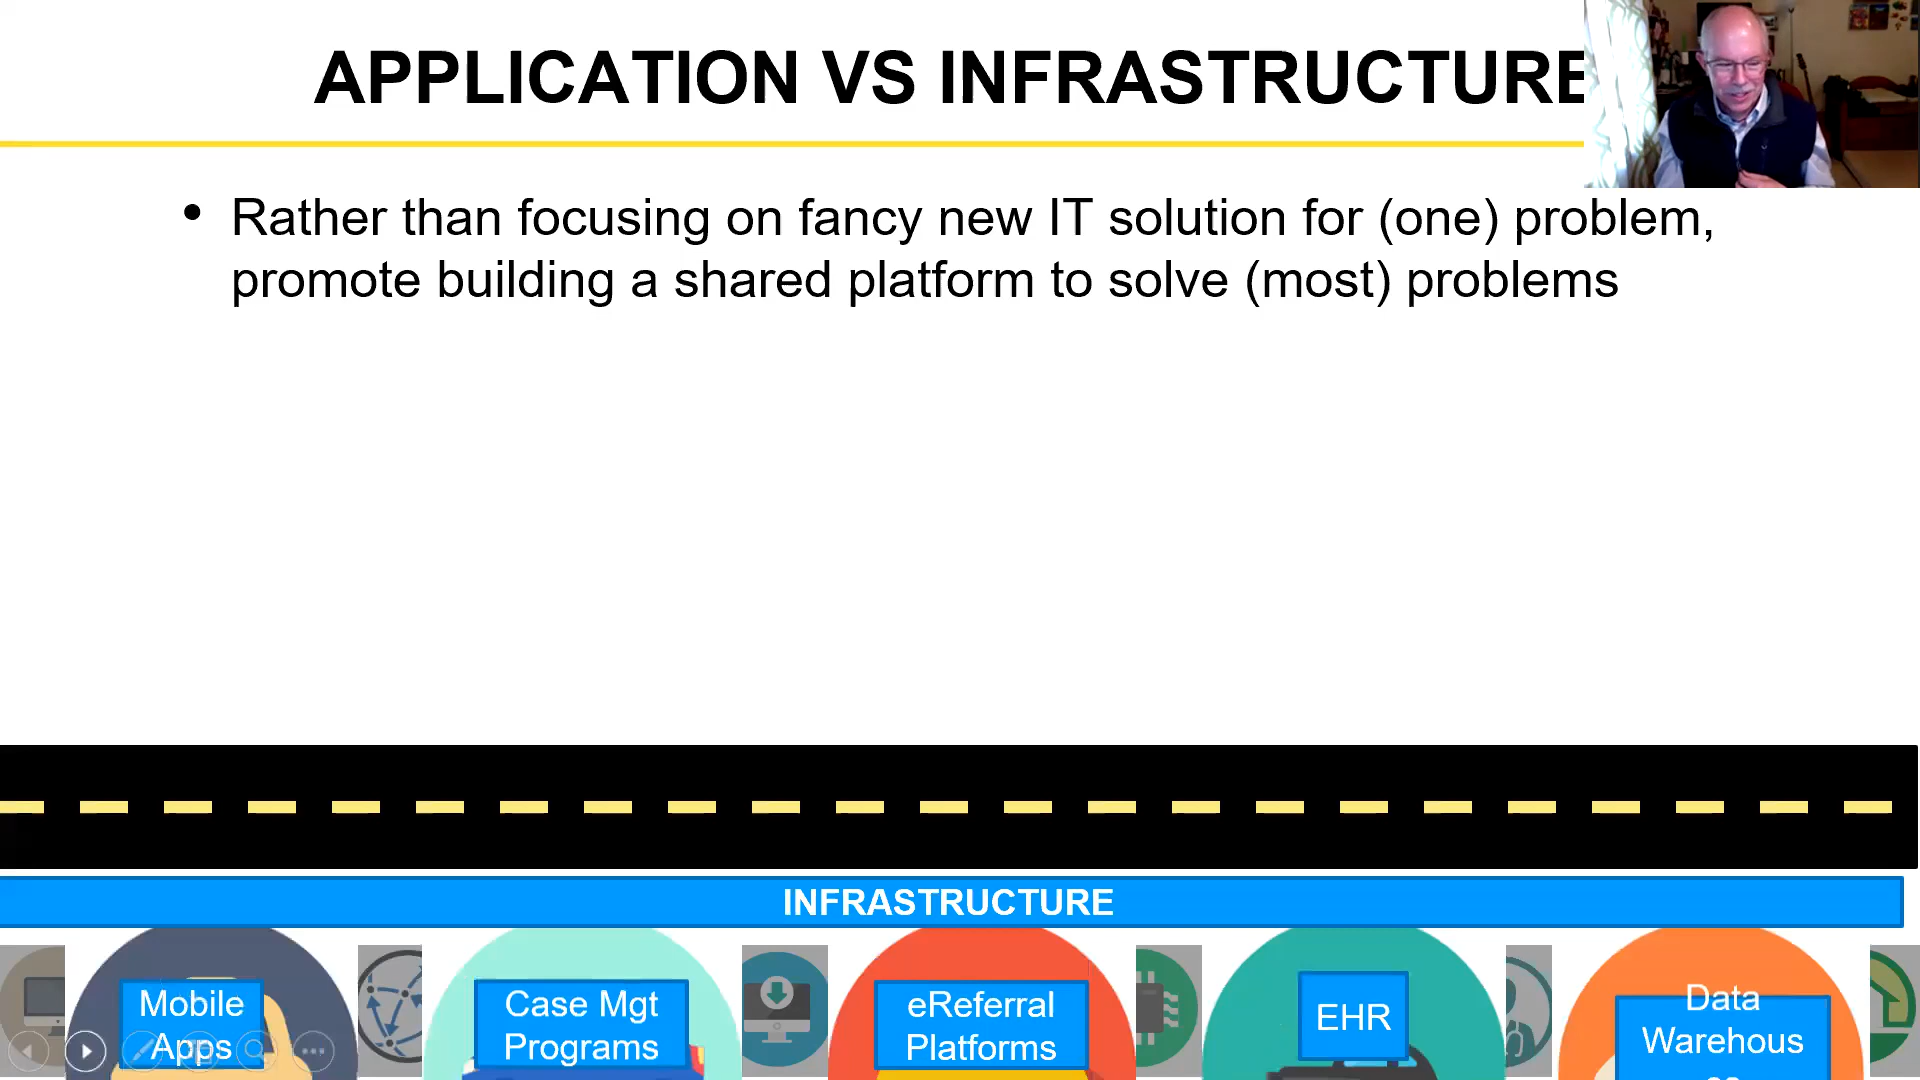 APPLICATION VS INFRASTRUCTURE
• Rather than focusing on fancy new IT solution for (one) problem,
promote building a shared platform to solve (most) problems
INFRASTRUCTURE
Mobile
Apps
Case Mgt
Programs
eReferral
Platforms
EHR
Data
Warehous